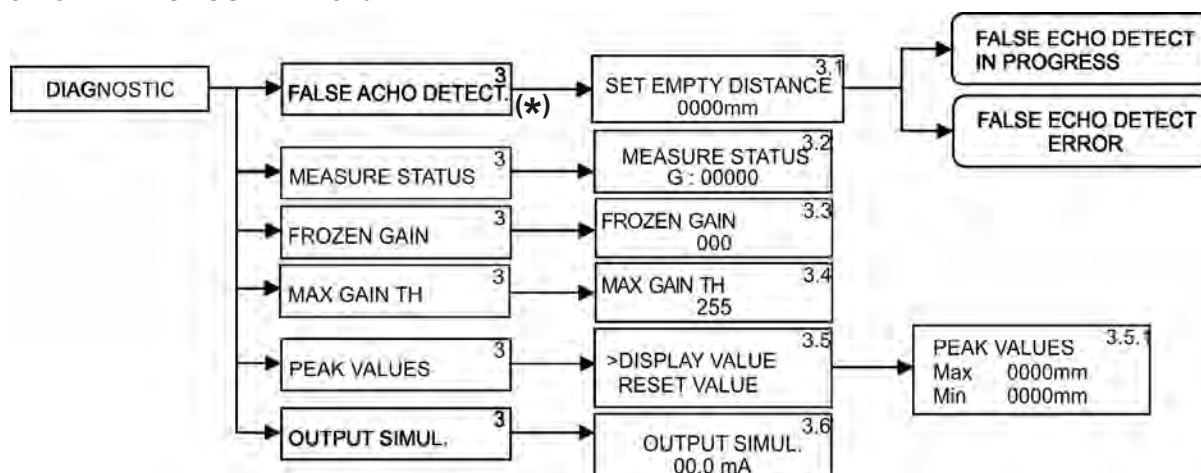 DIAGNOSTIC
3
FALSE ACHO DETECT.
(*)
3.1
SET EMPTY DISTANCE
0000mm
FALSE ECHO DETECT
IN PROGRESS
FALSE ECHO DETECT
ERROR
3
MEASURE STATUS
3.2
MEASURE STATUS
G : 00000
3
FROZEN GAIN
3.3
FROZEN GAIN
000
3
MAX GAIN TH
3.4
MAX GAIN TH
255
3
PEAK VALUES
3.5
>DISPLAY VALUE
RESET VALUE
3.5.1
PEAK VALUES
Max 0000mm
Min 0000mm
3
OUTPUT SIMUL.
3.6
OUTPUT SIMUL.
00.0 mA